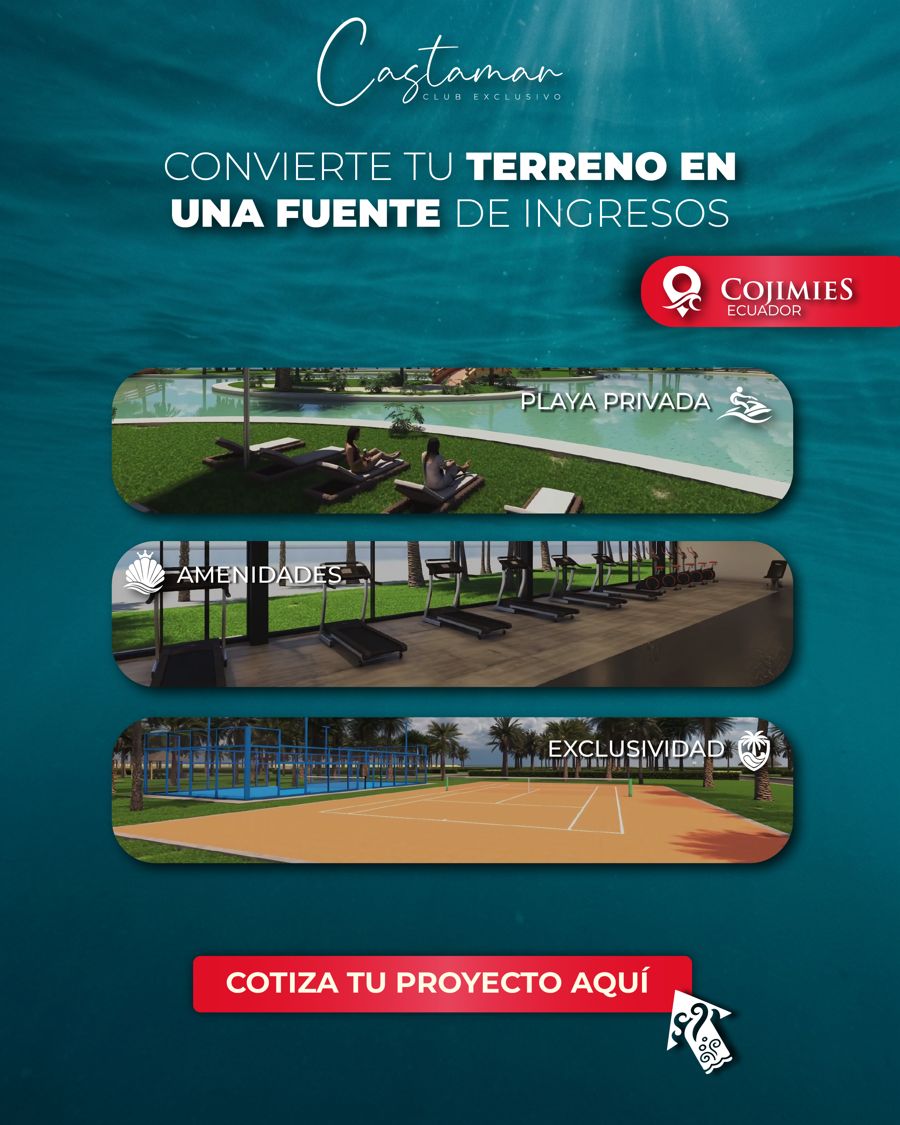 Castamar
CLUB EXCLUSIVO
CONVIERTE TU TERRENO EN
UNA FUENTE DE INGRESOS
COJIMIES
ECUADOR
PLAYA PRIVADA
AMENIDADES
EXCLUSIVIDAD
COTIZA TU PROYECTO AQUÍ